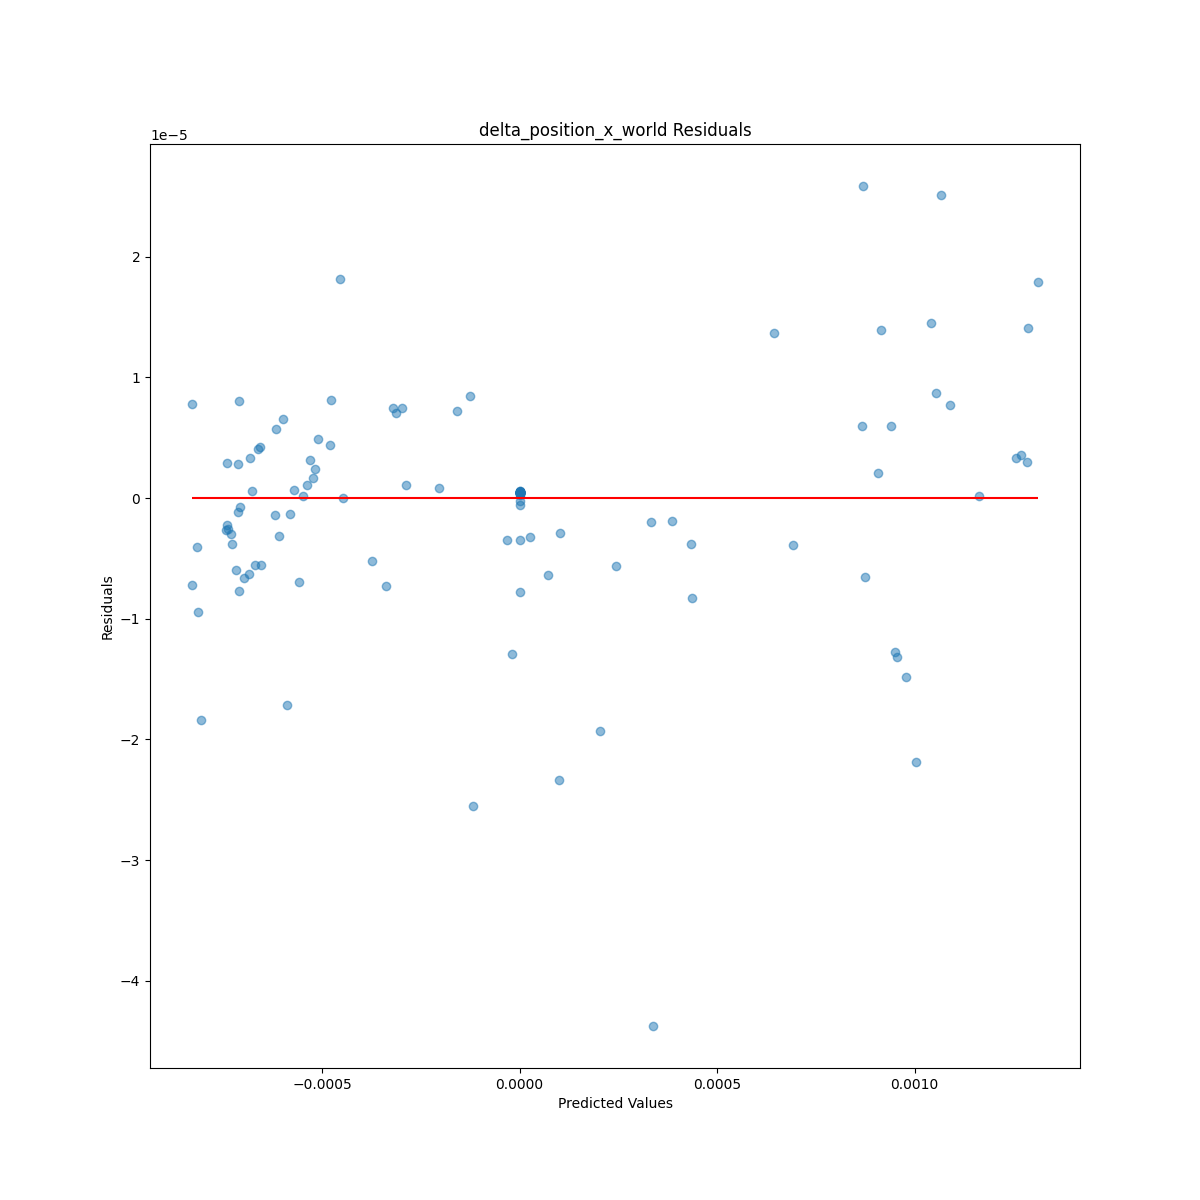 delta_position_x_world Residuals
1e−5
2
1
0
−1
−2
−3
−4
Residuals
−0.0005
0.0000
0.0005
0.0010
Predicted Values